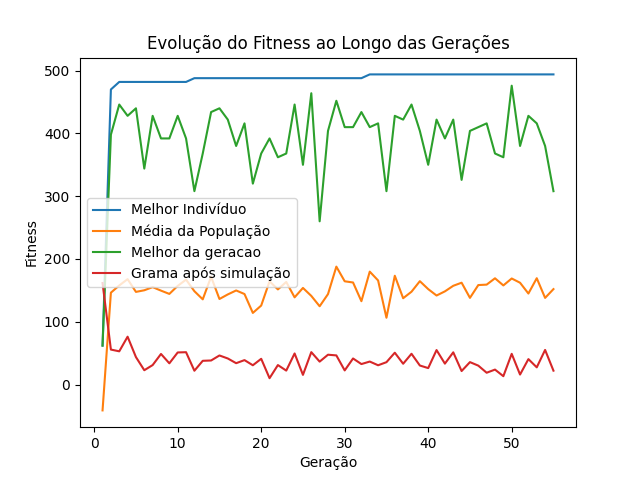 Evolução do Fitness ao Longo das Gerações
Fitness
500
400
300
200
100
0
Melhor Indivíduo
Média da População
Melhor da geracao
Grama após simulação
0 10 20 30 40 50
Geração